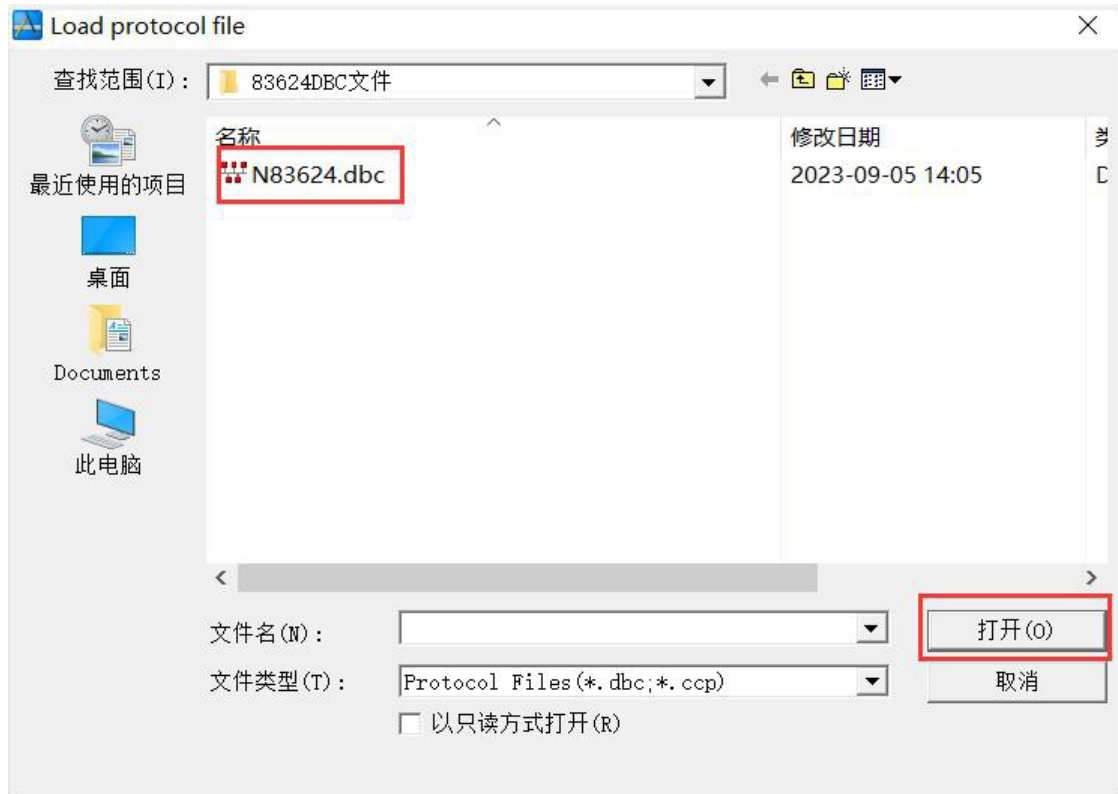 Load protocol file
查找范围(I):
83624DBC文件
名称
修改日期
N83624.dbc
2023-09-05 14:05
最近使用的项目
桌面
Documents
此电脑
文件名(N):
打开(O)
文件类型(T):
Protocol Files(*.dbc;*.ccp)
取消
以只读方式打开(R)